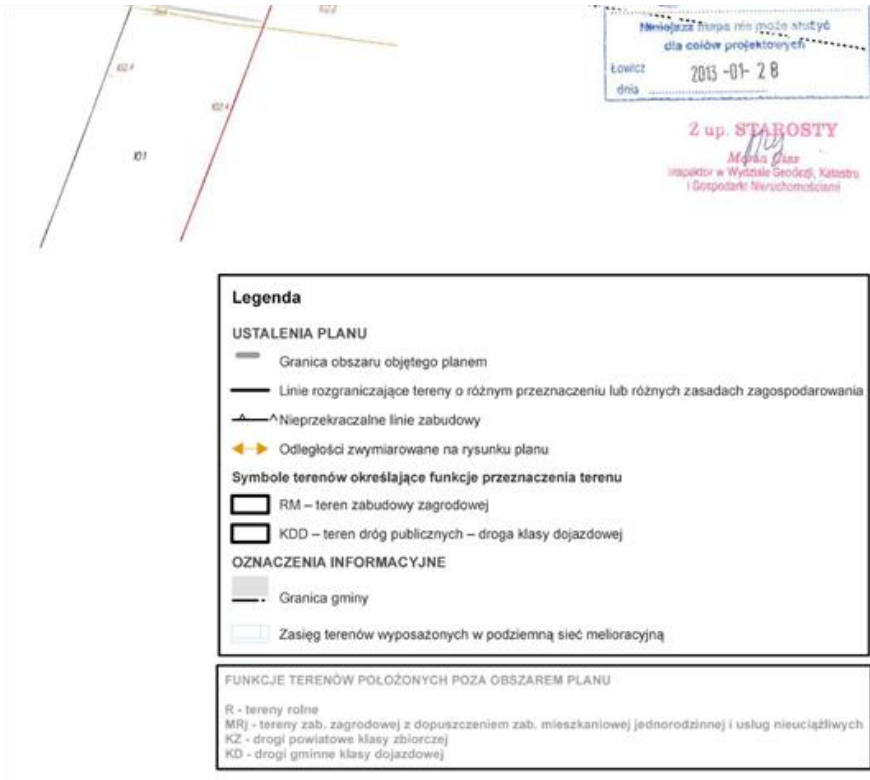 Niniejsza mapa nie może służyć
dla celów projektowych
102.4
Łowicz
2013 -01- 28
dnia
102.4
Z up. STAROSTY
101
Inspektor w Wydziale Geodezji, Katastru
i Gospodarki Nieruchomościami
Legenda
USTALENIA PLANU
Granica obszaru objętego planem
Linie rozgraniczające tereny o różnym przeznaczeniu lub różnych zasadach zagospodarowania
Nieprzekraczalne linie zabudowy
Odległości zwymiarowane na rysunku planu
Symbole terenów określające funkcje przeznaczenia terenu
RM – teren zabudowy zagrodowej
KDD – teren dróg publicznych – droga klasy dojazdowej
OZNACZENIA INFORMACYJNE
Granica gminy
Zasięg terenów wyposażonych w podziemną sieć melioracyjną
FUNKCJE TERENÓW POŁOŻONYCH POZA OBSZAREM PLANU
R - tereny rolne
MRj - tereny zab. zagrodowej z dopuszczeniem zab. mieszkaniowej jednorodzinnej i usług nieuciążliwych
KZ - drogi powiatowe klasy zbiorczej
KD - drogi gminne klasy dojazdowej